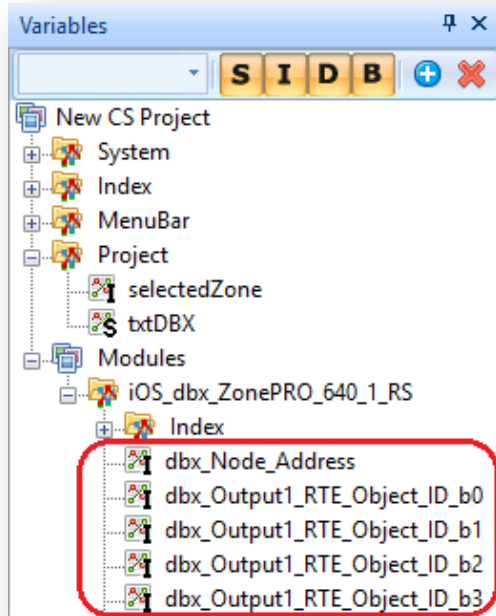 Variables
S I D B
New CS Project
System
Index
MenuBar
Project
selectedZone
txtDBX
Modules
iOS_dbx_ZonePRO_640_1_RS
Index
dbx_Node_Address
dbx_Output1_RTE_Object_ID_b0
dbx_Output1_RTE_Object_ID_b1
dbx_Output1_RTE_Object_ID_b2
dbx_Output1_RTE_Object_ID_b3